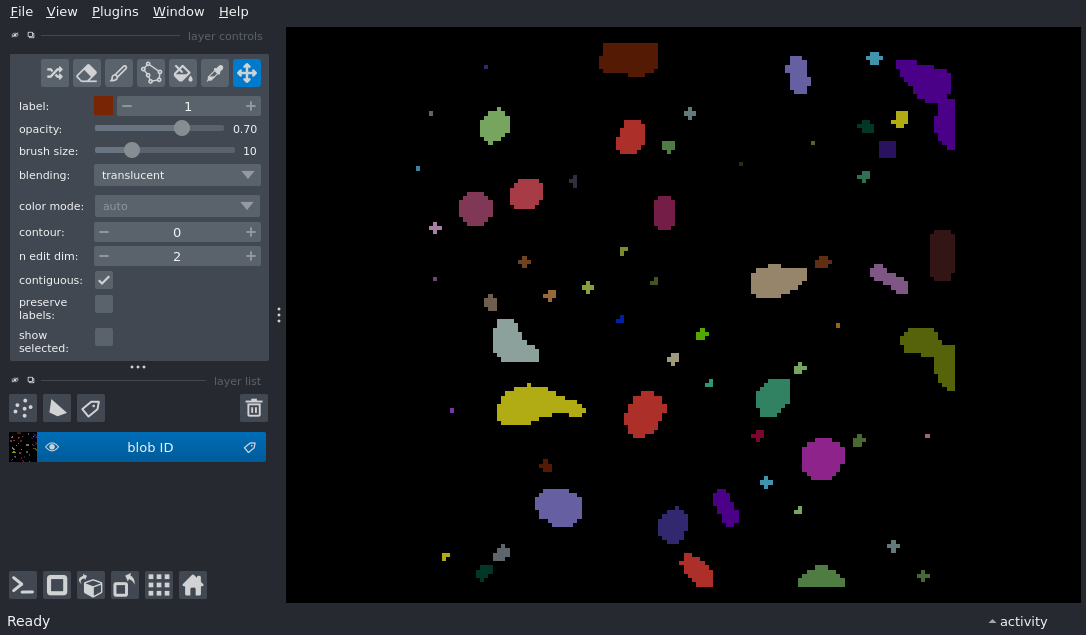 File View Plugins Window Help
layer controls
label: 1
opacity: 0.70
brush size: 10
blending: translucent
color mode: auto
contour: 0
n edit dim: 2
contiguous:
preserve
labels:
show
selected:
layer list
blob ID
Ready
activity